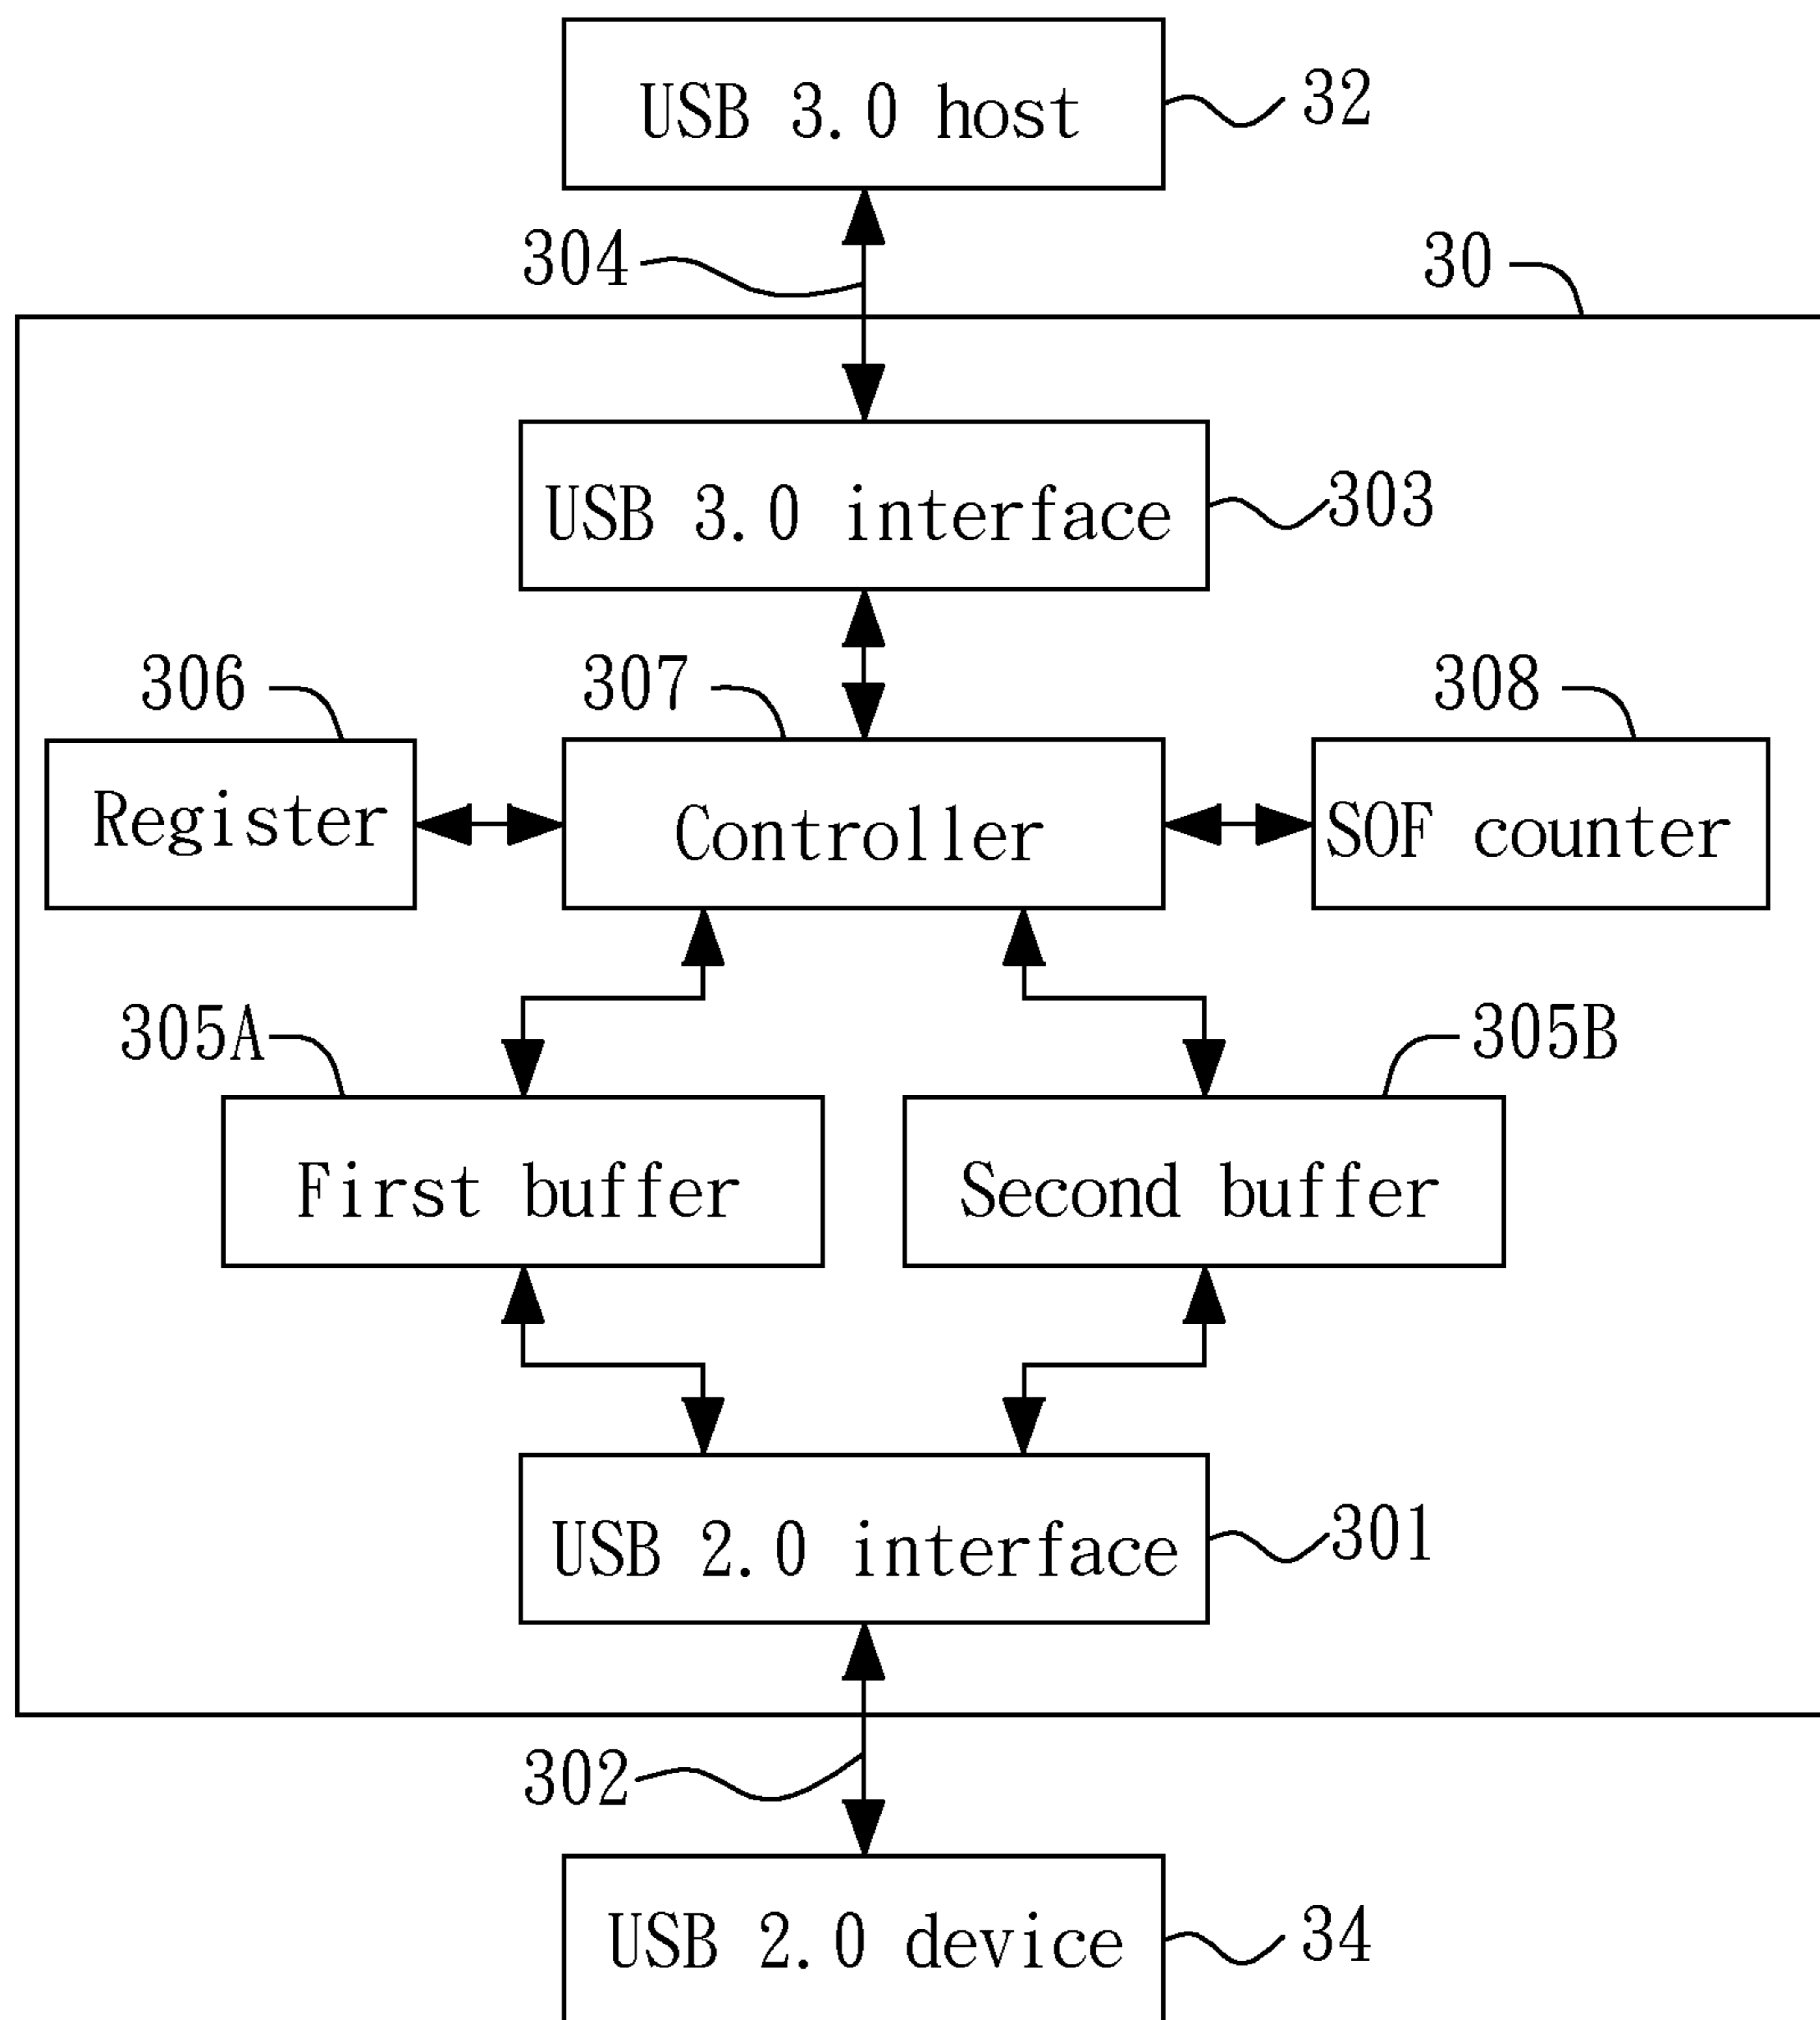 USB 3.0 host
32
304
30
USB 3.0 interface
303
306
307
308
Register
Controller
SOF counter
305A
305B
First buffer
Second buffer
USB 2.0 interface
301
302
USB 2.0 device
34